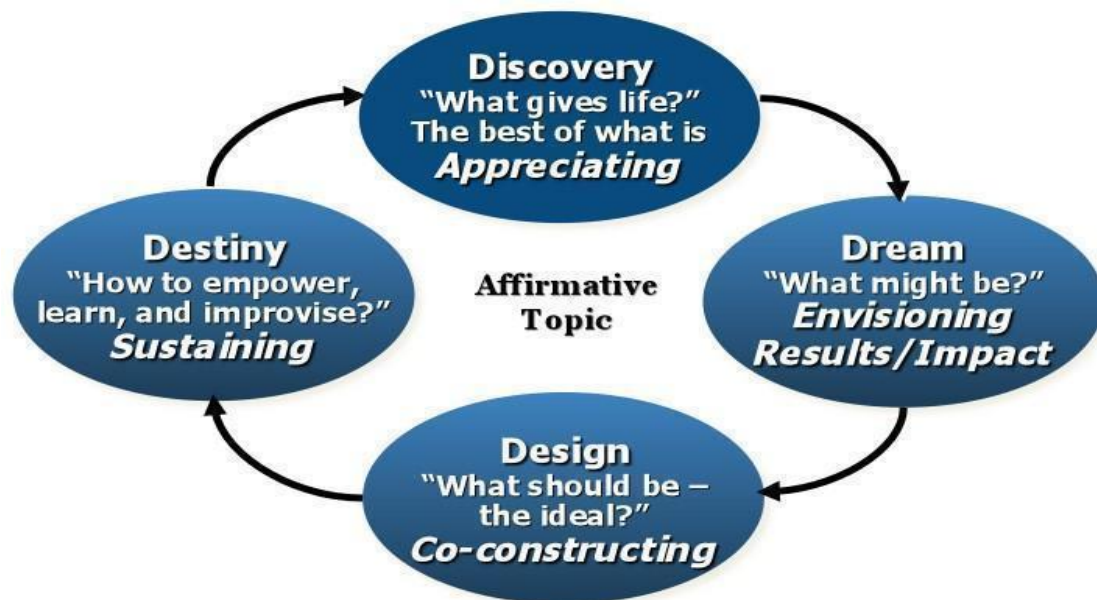 Discovery
“What gives life?”
The best of what is
Appreciating
Dream
“What might be?”
Envisioning
Results/Impact
Design
“What should be –
the ideal?”
Co-constructing
Destiny
“How to empower,
learn, and improvise?”
Sustaining
Affirmative
Topic